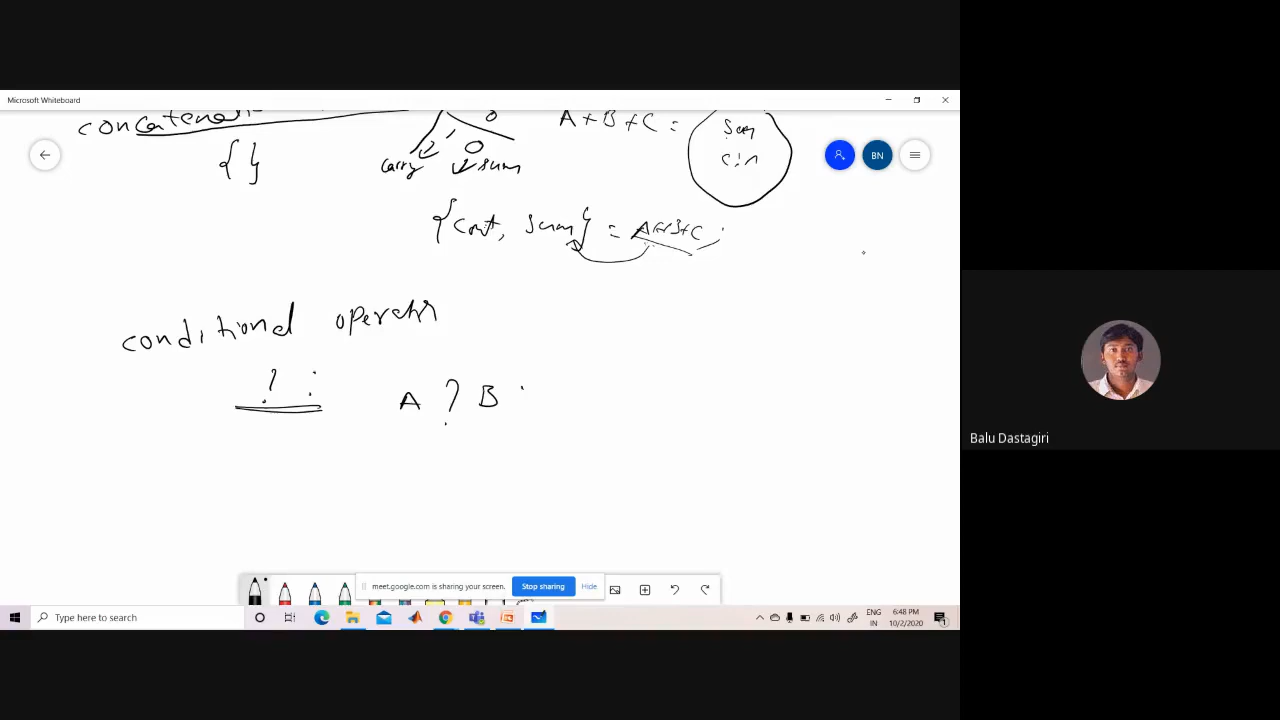 Microsoft Whiteboard
A + B + C =
Sum
Cin
{ }
carry
sum
BN
{Cout, Sum} = A+B+C ;
conditional operator
? :
A ? B :
Balu Dastagiri
meet.google.com is sharing your screen. Stop sharing Hide
Type here to search
ENG 6:48 PM
IN 10/2/2020